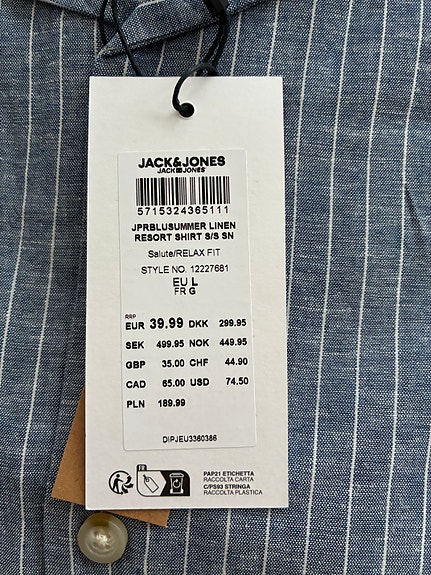 JACK&JONES
JACK JONES
5715324365111
JPRBLUSUMMER LINEN
RESORT SHIRT S/S SN
Salute/RELAX FIT
STYLE NO. 12227681
EU L
FR G
RRP
EUR 39.99 DKK 299.95
SEK 499.95 NOK 449.95
GBP 35.00 CHF 44.90
CAD 65.00 USD 74.50
PLN 189.99
DIPJEU3360386
FR
PAP21 ETICHETTA
RACCOLTA CARTA
C/PS93 STRINGA
RACCOLTA PLASTICA